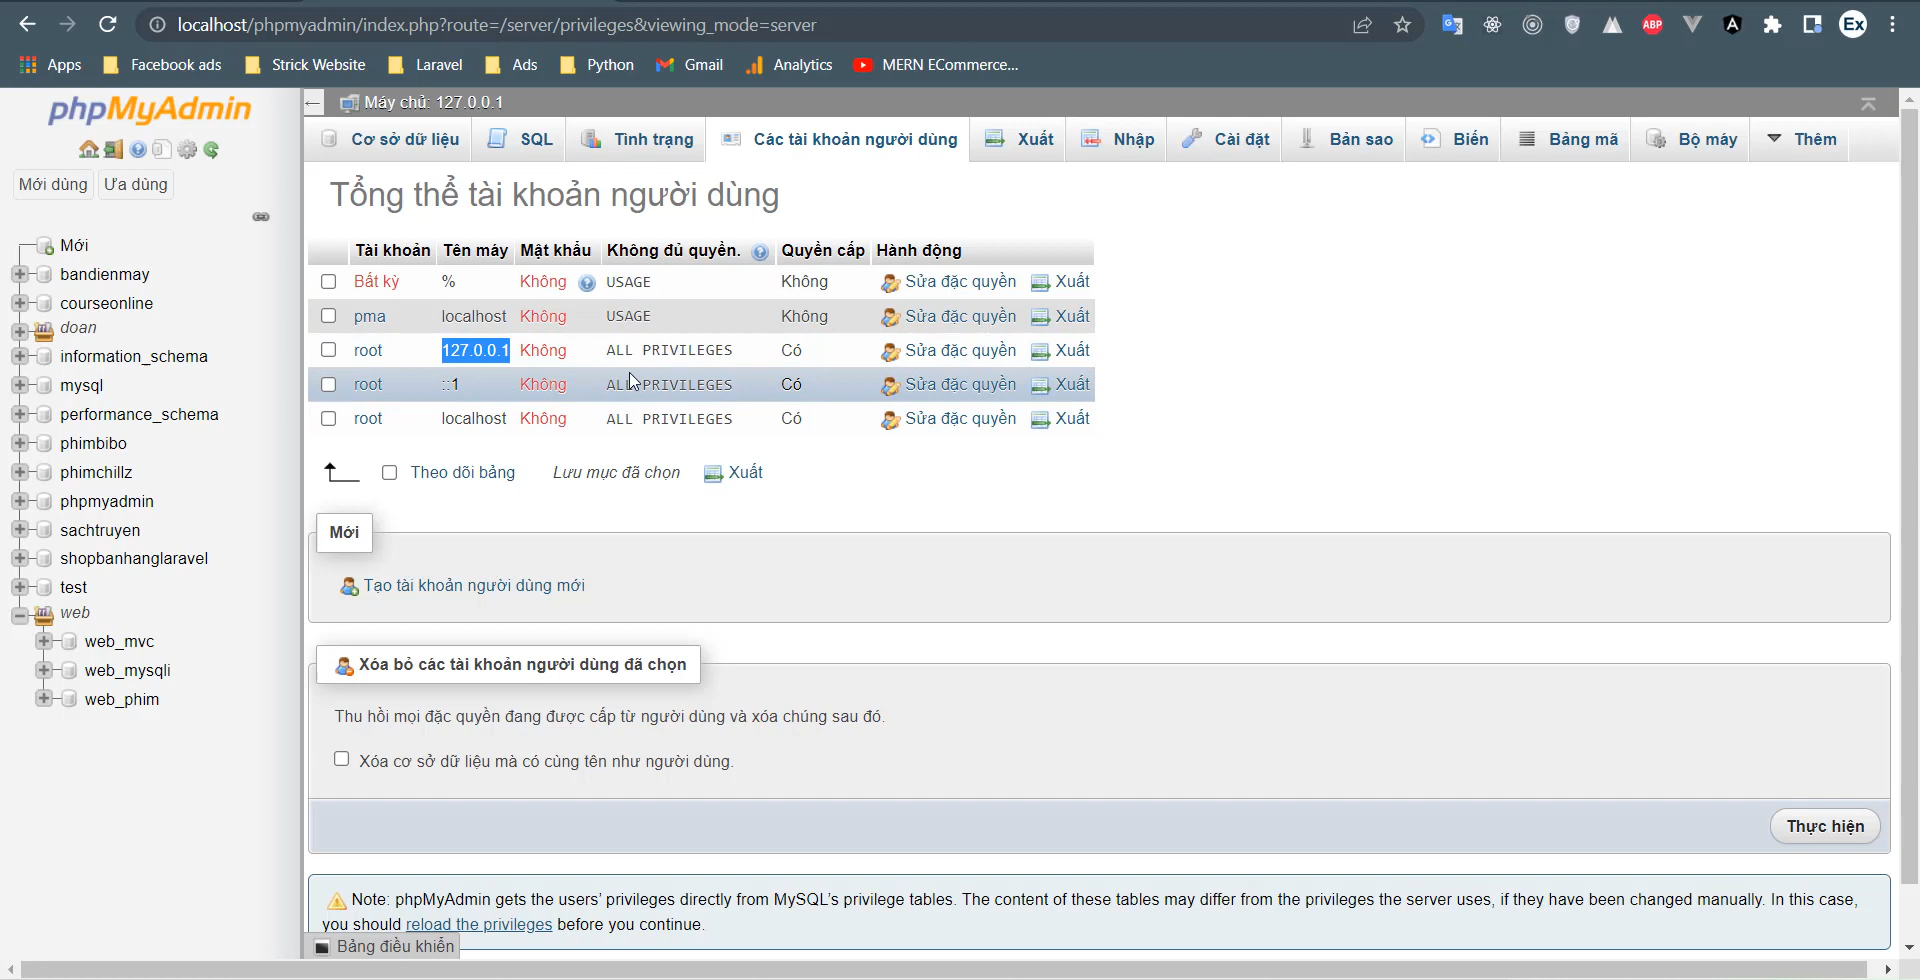 localhost/phpmyadmin/index.php?route=/server/privileges&viewing_mode=server
ABP
Ex
Apps Facebook ads Strick Website Laravel Ads Python Gmail Analytics MERN ECommerce...
phpMyAdmin
Mới dùng Ưa dùng
Mới
bandienmay
courseonline
doan
information_schema
mysql
performance_schema
phimbibo
phimchillz
phpmyadmin
sachtruyen
shopbanhanglaravel
test
web
web_mvc
web_mysqli
web_phim
Máy chủ: 127.0.0.1
Cơ sở dữ liệu SQL Tình trạng Các tài khoản người dùng Xuất Nhập Cài đặt Bản sao Biến Bảng mã Bộ máy Thêm
Tổng thể tài khoản người dùng
Tài khoản Tên máy Mật khẩu Không đủ quyền. Quyền cấp Hành động
Bất kỳ % Không USAGE Không Sửa đặc quyền Xuất
pma localhost Không USAGE Không Sửa đặc quyền Xuất
root 127.0.0.1 Không ALL PRIVILEGES Có Sửa đặc quyền Xuất
root ::1 Không ALL PRIVILEGES Có Sửa đặc quyền Xuất
root localhost Không ALL PRIVILEGES Có Sửa đặc quyền Xuất
Theo dõi bảng Lưu mục đã chọn Xuất
Mới
Tạo tài khoản người dùng mới
Xóa bỏ các tài khoản người dùng đã chọn
Thu hồi mọi đặc quyền đang được cấp từ người dùng và xóa chúng sau đó.
Xóa cơ sở dữ liệu mà có cùng tên như người dùng.
Thực hiện
Note: phpMyAdmin gets the users' privileges directly from MySQL's privilege tables. The content of these tables may differ from the privileges the server uses, if they have been changed manually. In this case,
you should reload the privileges before you continue.
Bảng điều khiển